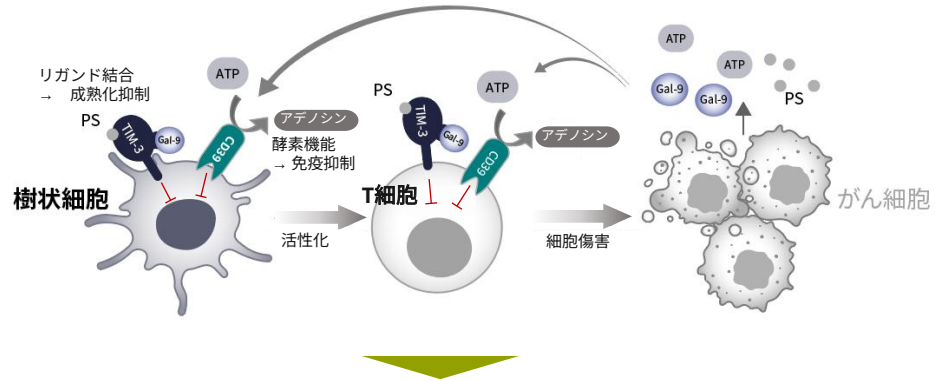 リガンド結合
→ 成熟化抑制
PS
TIM-3
Gal-9
ATP
CD39
アデノシン
酵素機能
→ 免疫抑制
樹状細胞
活性化
PS
TIM-3
Gal-9
ATP
CD39
アデノシン
T細胞
細胞傷害
ATP
ATP
Gal-9
Gal-9
PS
がん細胞